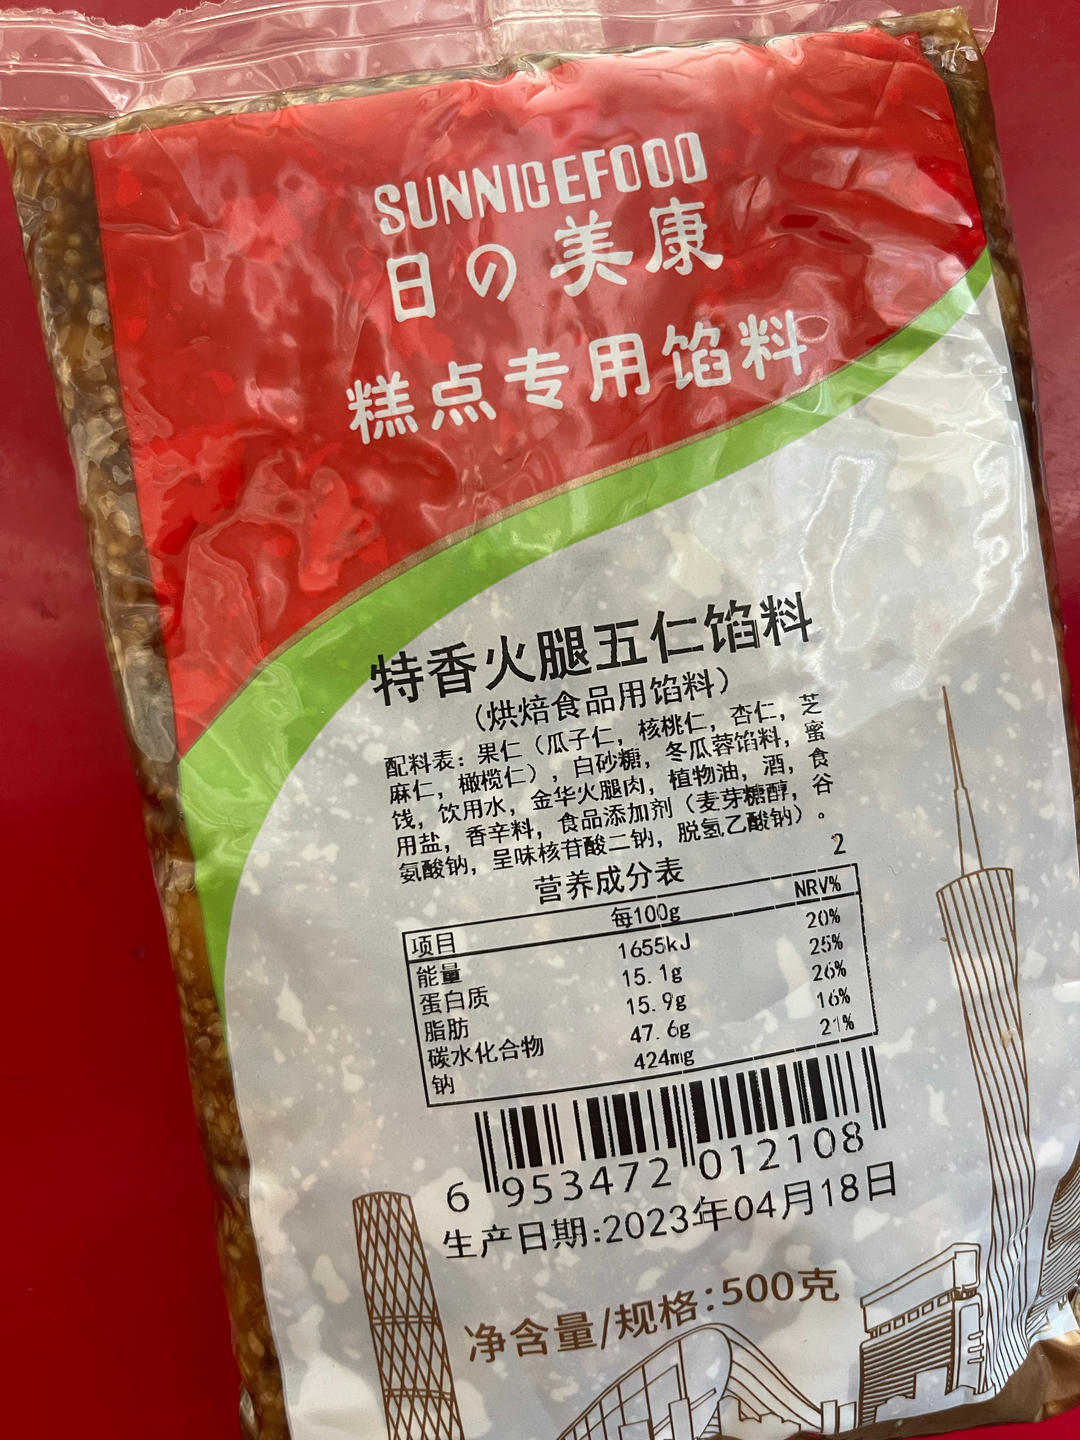 SUNNICEFOOD
日の美康
糕点专用馅料
特香火腿五仁馅料
（烘焙食品用馅料）
配料表：果仁（瓜子仁，核桃仁，杏仁，芝
麻仁，橄榄仁），白砂糖，冬瓜蓉馅料，蜜
饯，饮用水，金华火腿肉，植物油，酒，食
用盐，香辛料，食品添加剂（麦芽糖醇，谷
氨酸钠，呈味核苷酸二钠，脱氢乙酸钠）。
2
营养成分表
项目 每100g NRV%
能量 1655kJ 20%
蛋白质 15.1g 25%
脂肪 15.9g 26%
碳水化合物 47.6g 16%
钠 424mg 21%
6 953472 012108
生产日期:2023年04月18日
净含量/规格:500克